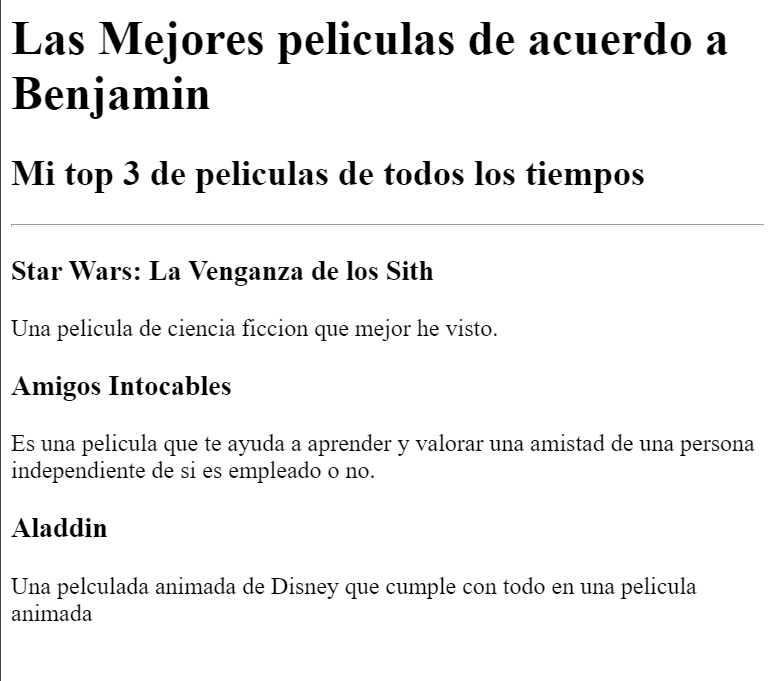 Las Mejores peliculas de acuerdo a
Benjamin
Mi top 3 de peliculas de todos los tiempos
Star Wars: La Venganza de los Sith
Una pelicula de ciencia ficcion que mejor he visto.
Amigos Intocables
Es una pelicula que te ayuda a aprender y valorar una amistad de una persona
independiente de si es empleado o no.
Aladdin
Una pelculada animada de Disney que cumple con todo en una pelicula
animada